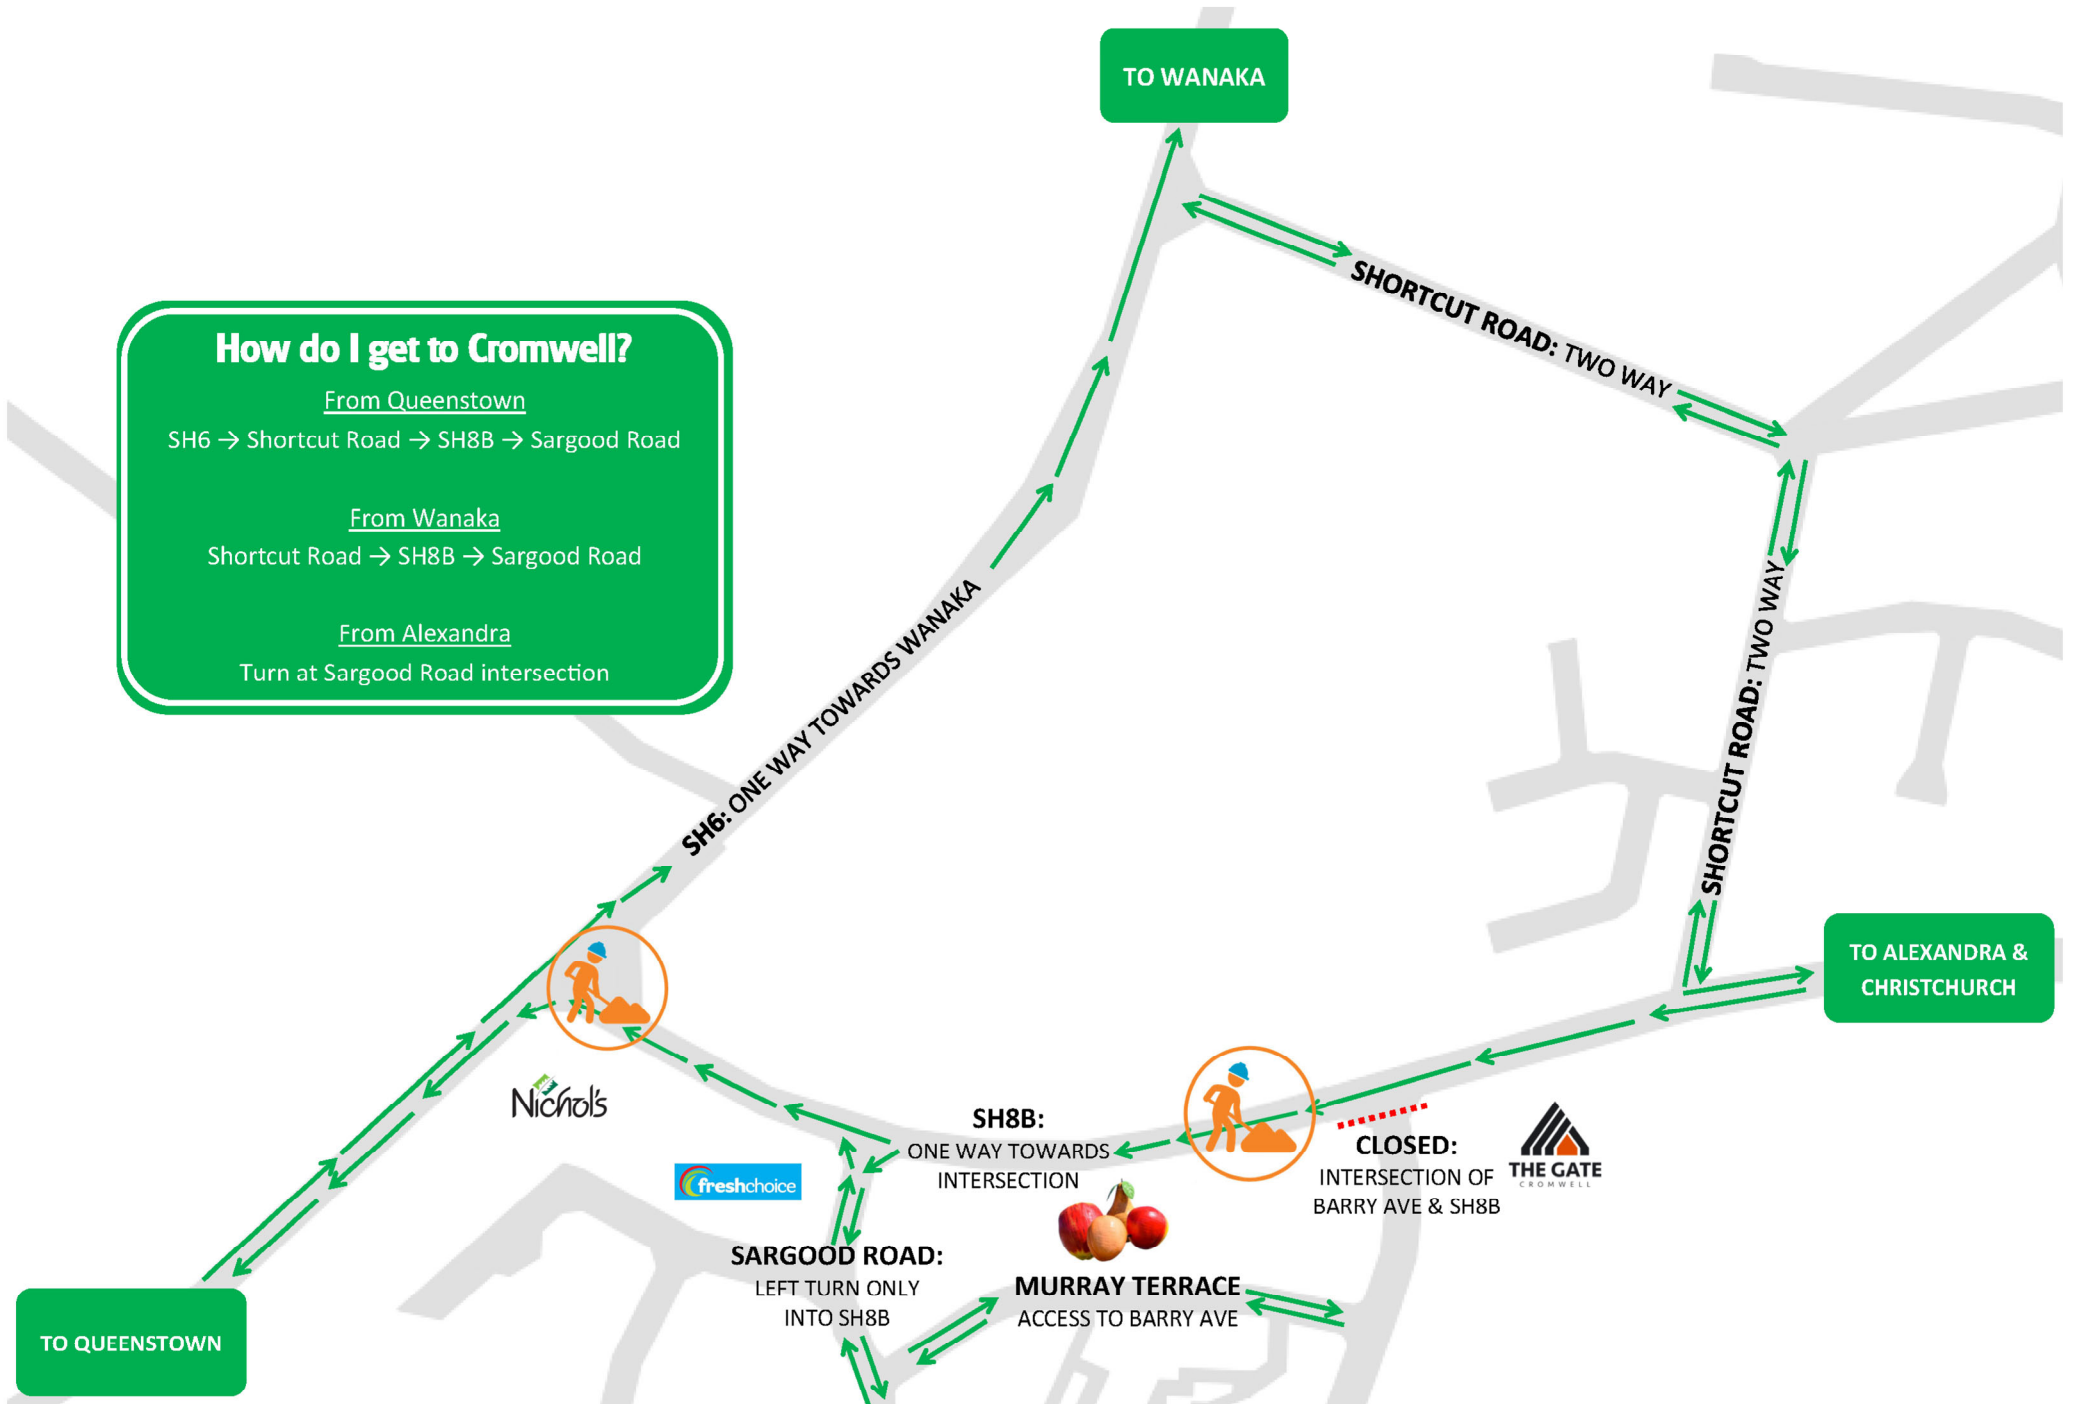 TO WANAKA
SHORTCUT ROAD: TWO WAY
How do I get to Cromwell?
From Queenstown
SH6 → Shortcut Road → SH8B → Sargood Road
From Wanaka
Shortcut Road → SH8B → Sargood Road
From Alexandra
Turn at Sargood Road intersection
SH6: ONE WAY TOWARDS WANAKA
SHORTCUT ROAD: TWO WAY
TO ALEXANDRA &
CHRISTCHURCH
Nichol's
SH8B:
ONE WAY TOWARDS
INTERSECTION
CLOSED:
INTERSECTION OF
BARRY AVE & SH8B
THE GATE
CROMWELL
freshchoice
SARGOOD ROAD:
LEFT TURN ONLY
INTO SH8B
MURRAY TERRACE
ACCESS TO BARRY AVE
TO QUEENSTOWN